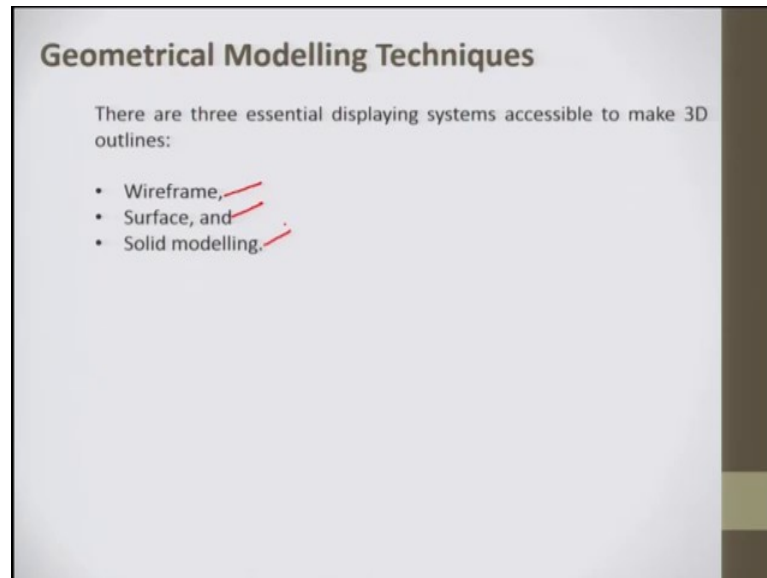 Geometrical Modelling Techniques
There are three essential displaying systems accessible to make 3D
outlines:
• Wireframe,
• Surface, and
• Solid modelling.